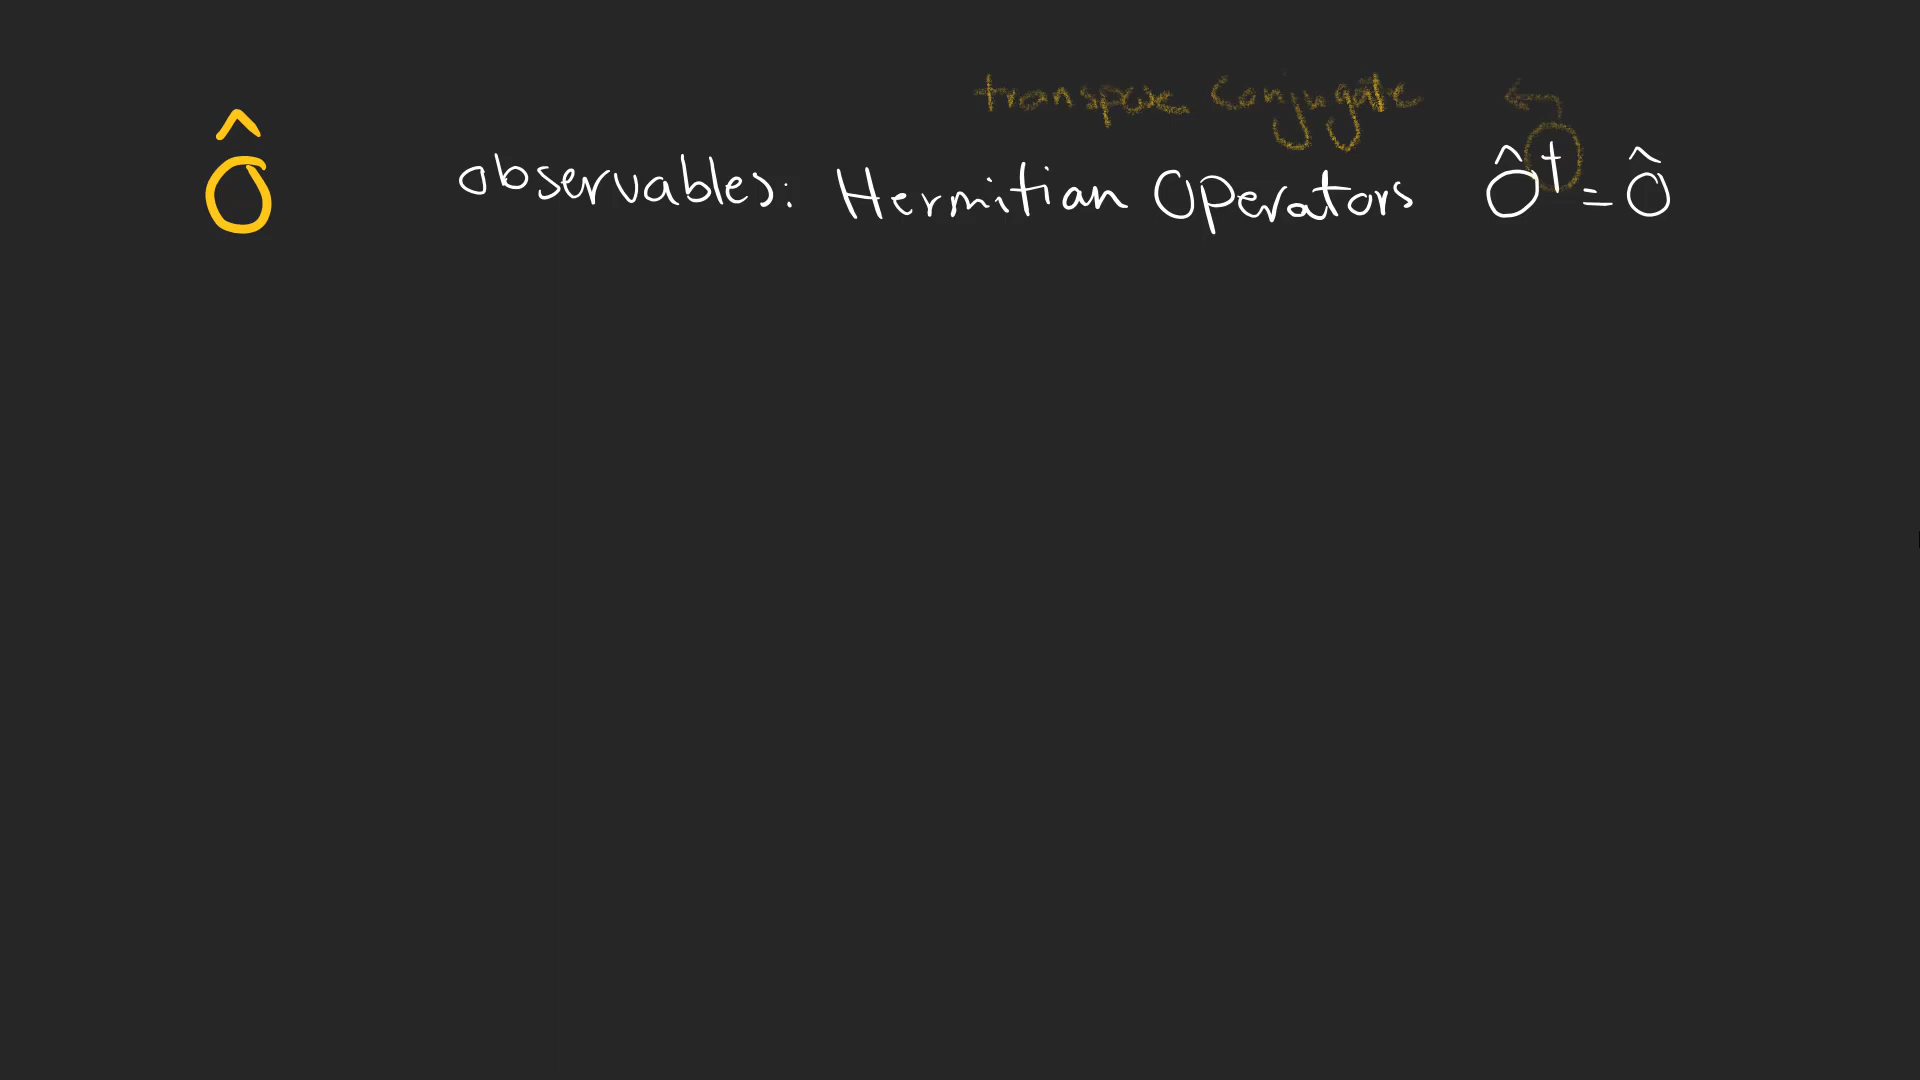 transpose conjugate
Ô observables: Hermitian Operators Ô† = Ô